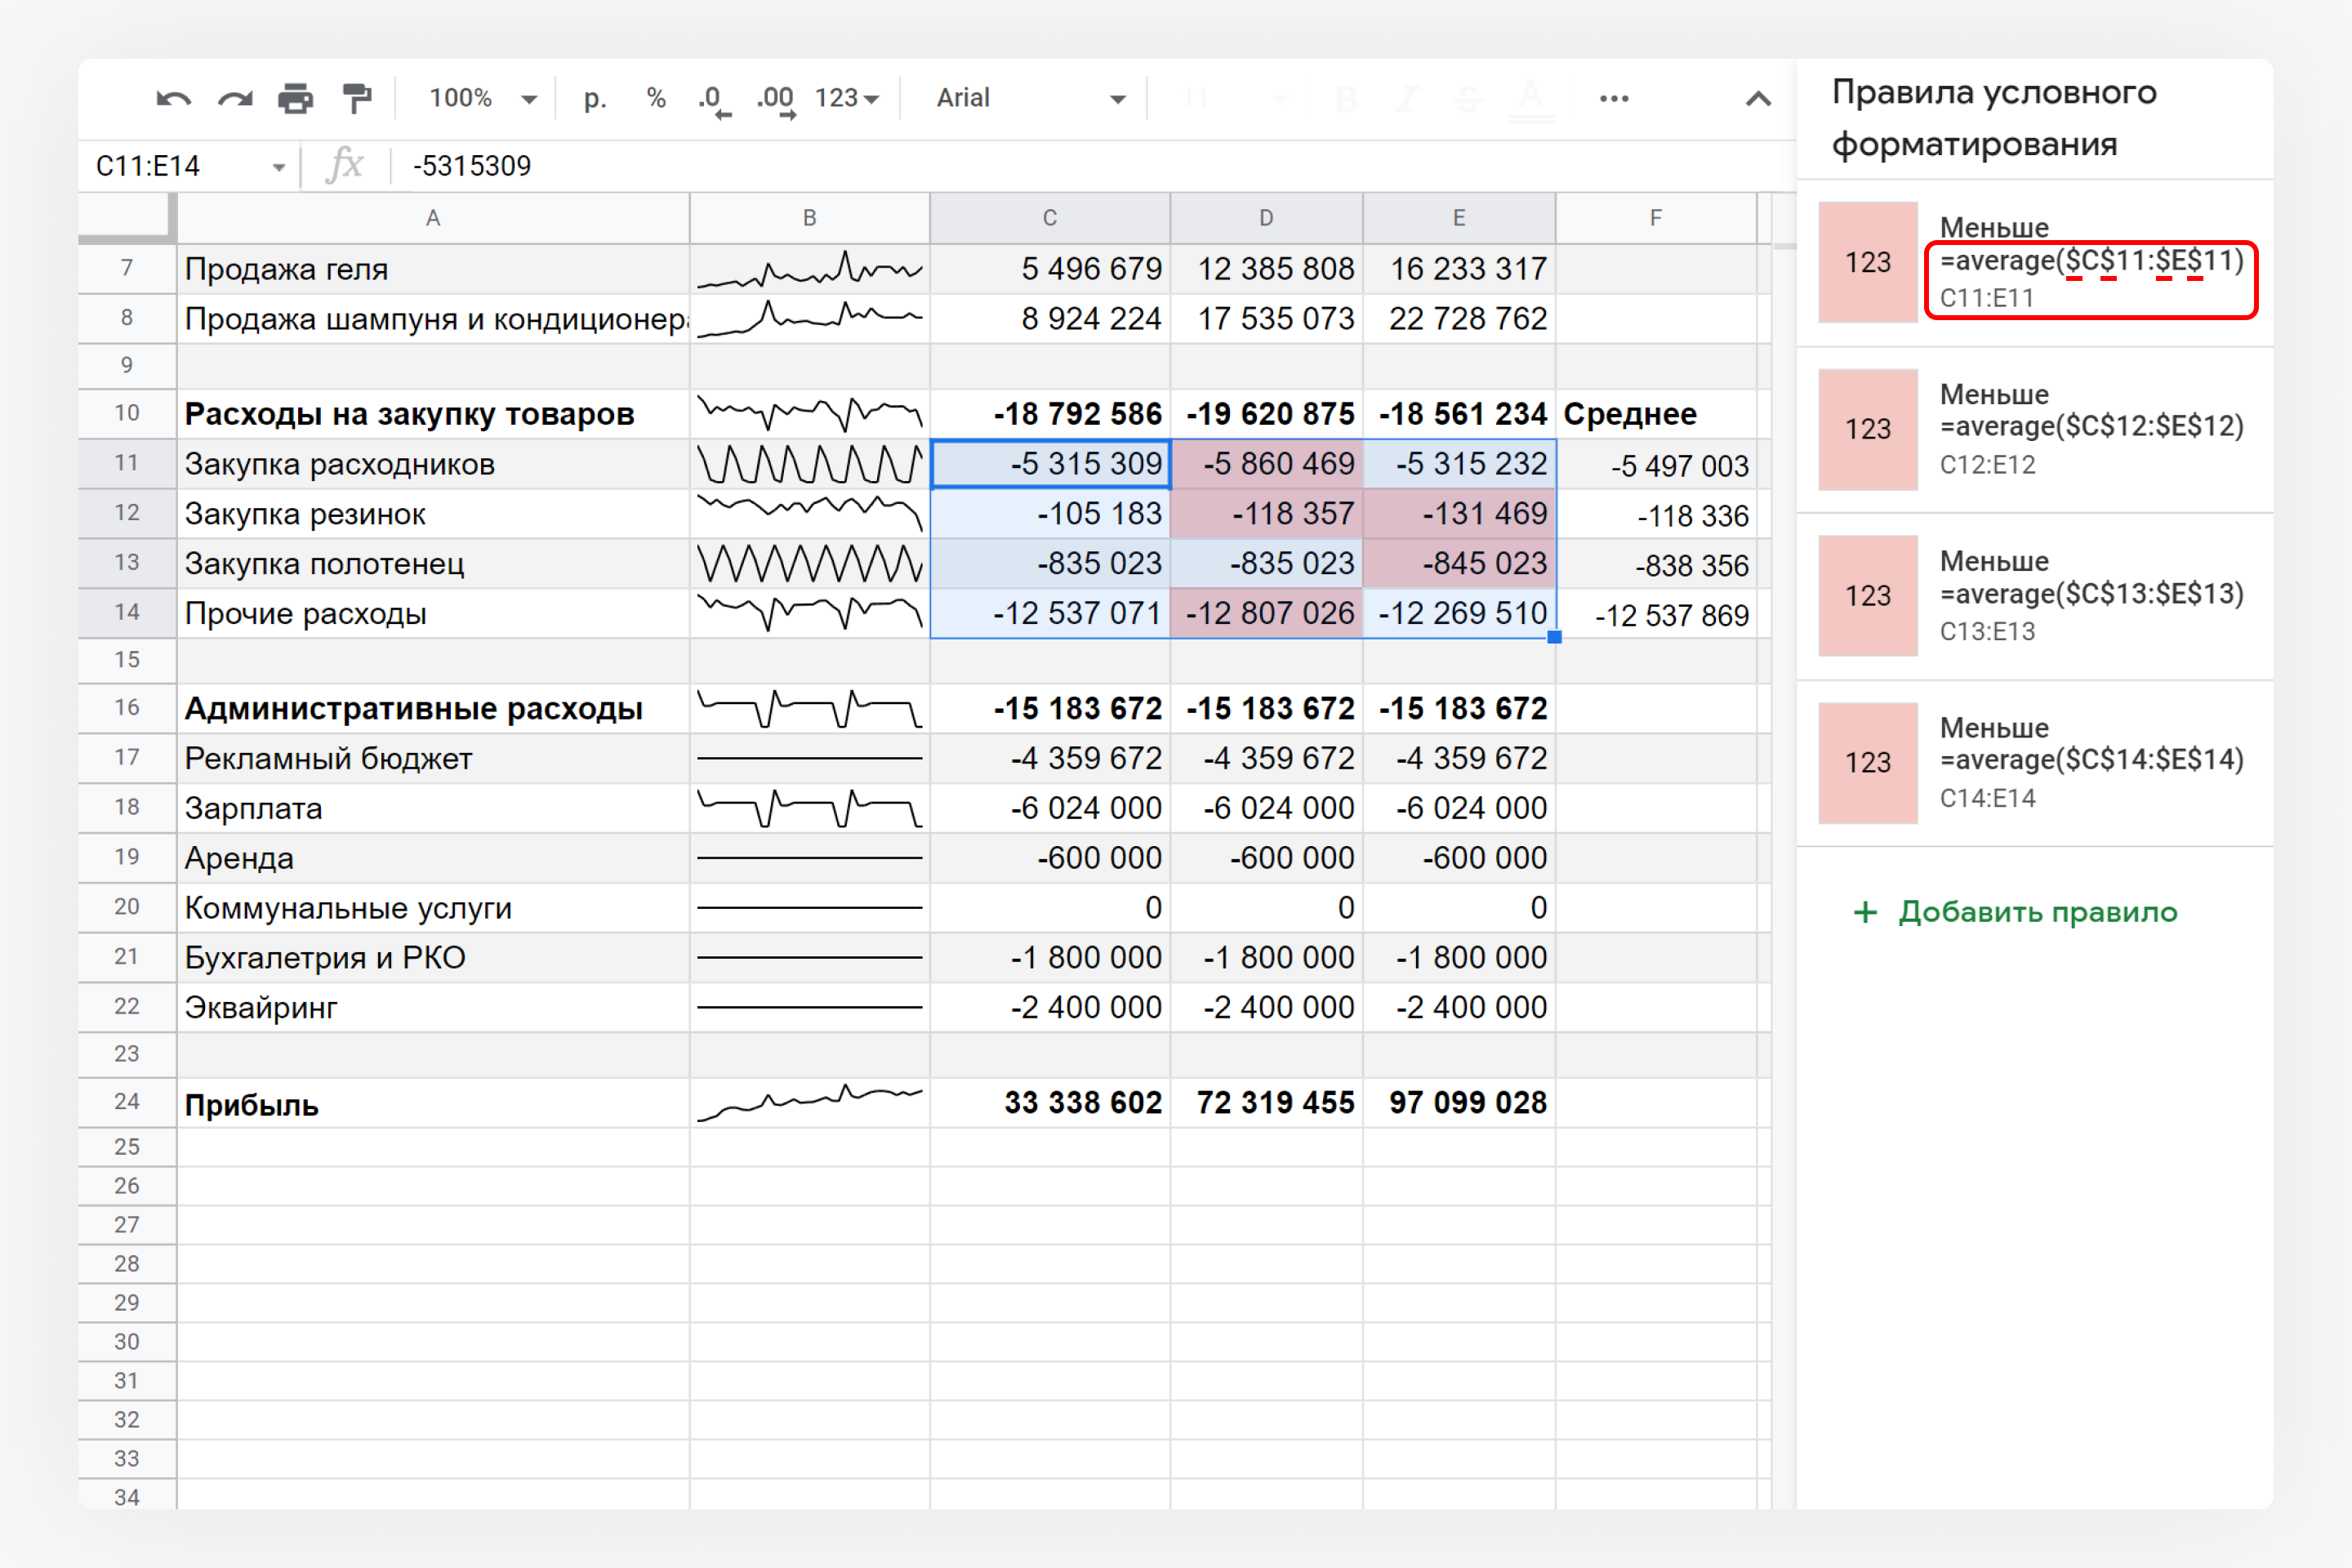 100% р. % .0 .00 123 Arial 11 B I S A
C11:E14 fx -5315309
A B C D E F
7 Продажа геля 5 496 679 12 385 808 16 233 317
8 Продажа шампуня и кондиционера 8 924 224 17 535 073 22 728 762
9
10 Расходы на закупку товаров -18 792 586 -19 620 875 -18 561 234 Среднее
11 Закупка расходников -5 315 309 -5 860 469 -5 315 232 -5 497 003
12 Закупка резинок -105 183 -118 357 -131 469 -118 336
13 Закупка полотенец -835 023 -835 023 -845 023 -838 356
14 Прочие расходы -12 537 071 -12 807 026 -12 269 510 -12 537 869
15
16 Административные расходы -15 183 672 -15 183 672 -15 183 672
17 Рекламный бюджет -4 359 672 -4 359 672 -4 359 672
18 Зарплата -6 024 000 -6 024 000 -6 024 000
19 Аренда -600 000 -600 000 -600 000
20 Коммунальные услуги 0 0 0
21 Бухгалетрия и РКО -1 800 000 -1 800 000 -1 800 000
22 Эквайринг -2 400 000 -2 400 000 -2 400 000
23
24 Прибыль 33 338 602 72 319 455 97 099 028
25
26
27
28
29
30
31
32
33
34
Правила условного
форматирования
123
Меньше
=average($C$11:$E$11)
C11:E11
123
Меньше
=average($C$12:$E$12)
C12:E12
123
Меньше
=average($C$13:$E$13)
C13:E13
123
Меньше
=average($C$14:$E$14)
C14:E14
+ Добавить правило